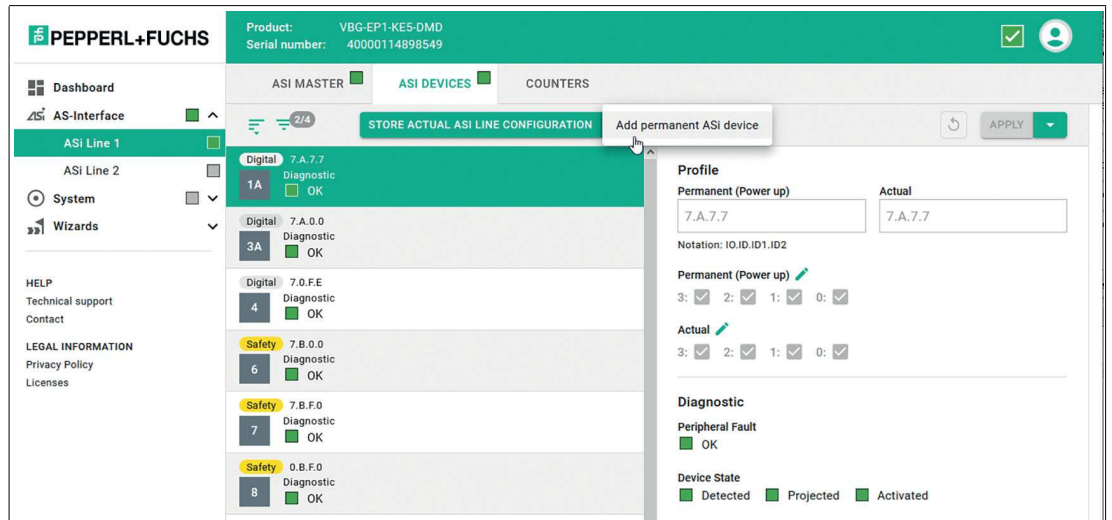 PEPPERL+FUCHS
Product: VBG-EP1-KE5-DMD
Serial number: 40000114898549
Dashboard
ASi AS-Interface
ASi Line 1
ASi Line 2
System
Wizards
HELP
Technical support
Contact
LEGAL INFORMATION
Privacy Policy
Licenses
ASI MASTER
ASI DEVICES
COUNTERS
2/4
STORE ACTUAL ASI LINE CONFIGURATION
Add permanent ASi device
APPLY
Digital 7.A.7.7
1A
Diagnostic
OK
Digital 7.A.0.0
3A
Diagnostic
OK
Digital 7.0.F.E
4
Diagnostic
OK
Safety 7.B.0.0
6
Diagnostic
OK
Safety 7.B.F.0
7
Diagnostic
OK
Safety 0.B.F.0
8
Diagnostic
OK
Profile
Permanent (Power up) Actual
7.A.7.7 7.A.7.7
Notation: IO.ID.ID1.ID2
Permanent (Power up)
3: 2: 1: 0:
Actual
3: 2: 1: 0:
Diagnostic
Peripheral Fault
OK
Device State
Detected Projected Activated